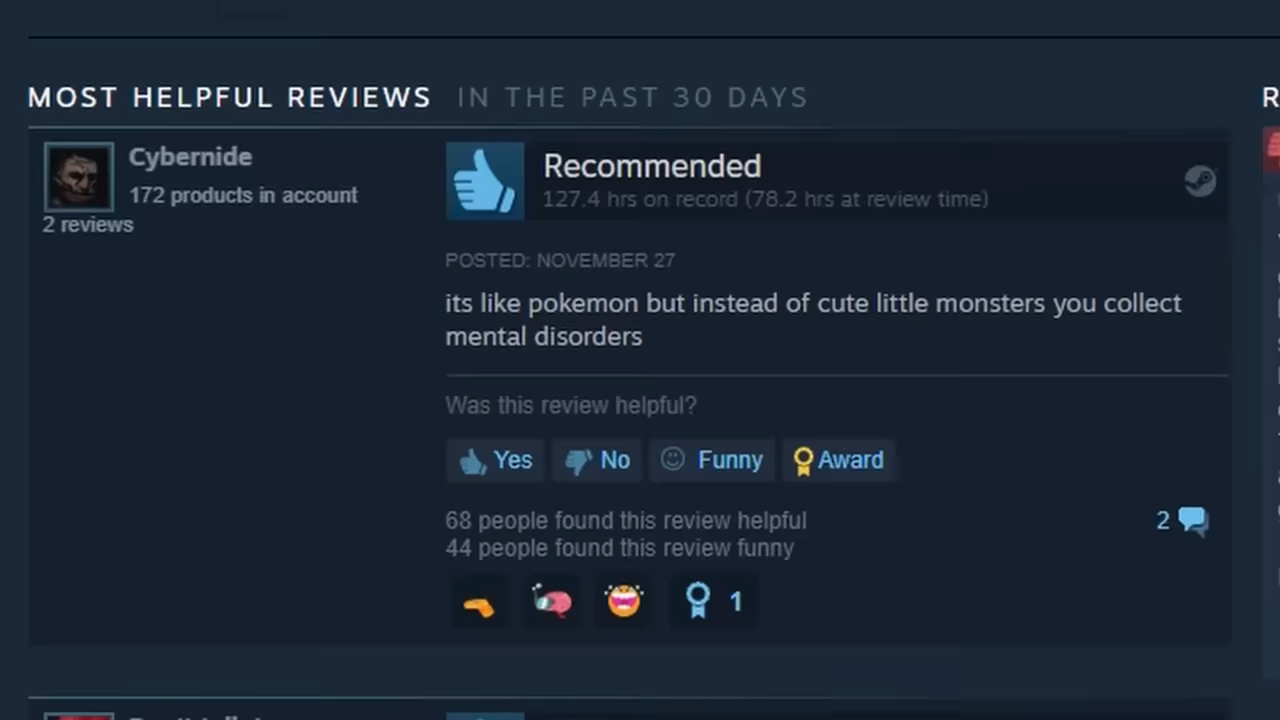 MOST HELPFUL REVIEWS IN THE PAST 30 DAYS
R
Cybernide
172 products in account
2 reviews
Recommended
127.4 hrs on record (78.2 hrs at review time)
POSTED: NOVEMBER 27
its like pokemon but instead of cute little monsters you collect
mental disorders
Was this review helpful?
Yes No Funny Award
68 people found this review helpful
44 people found this review funny
2
1